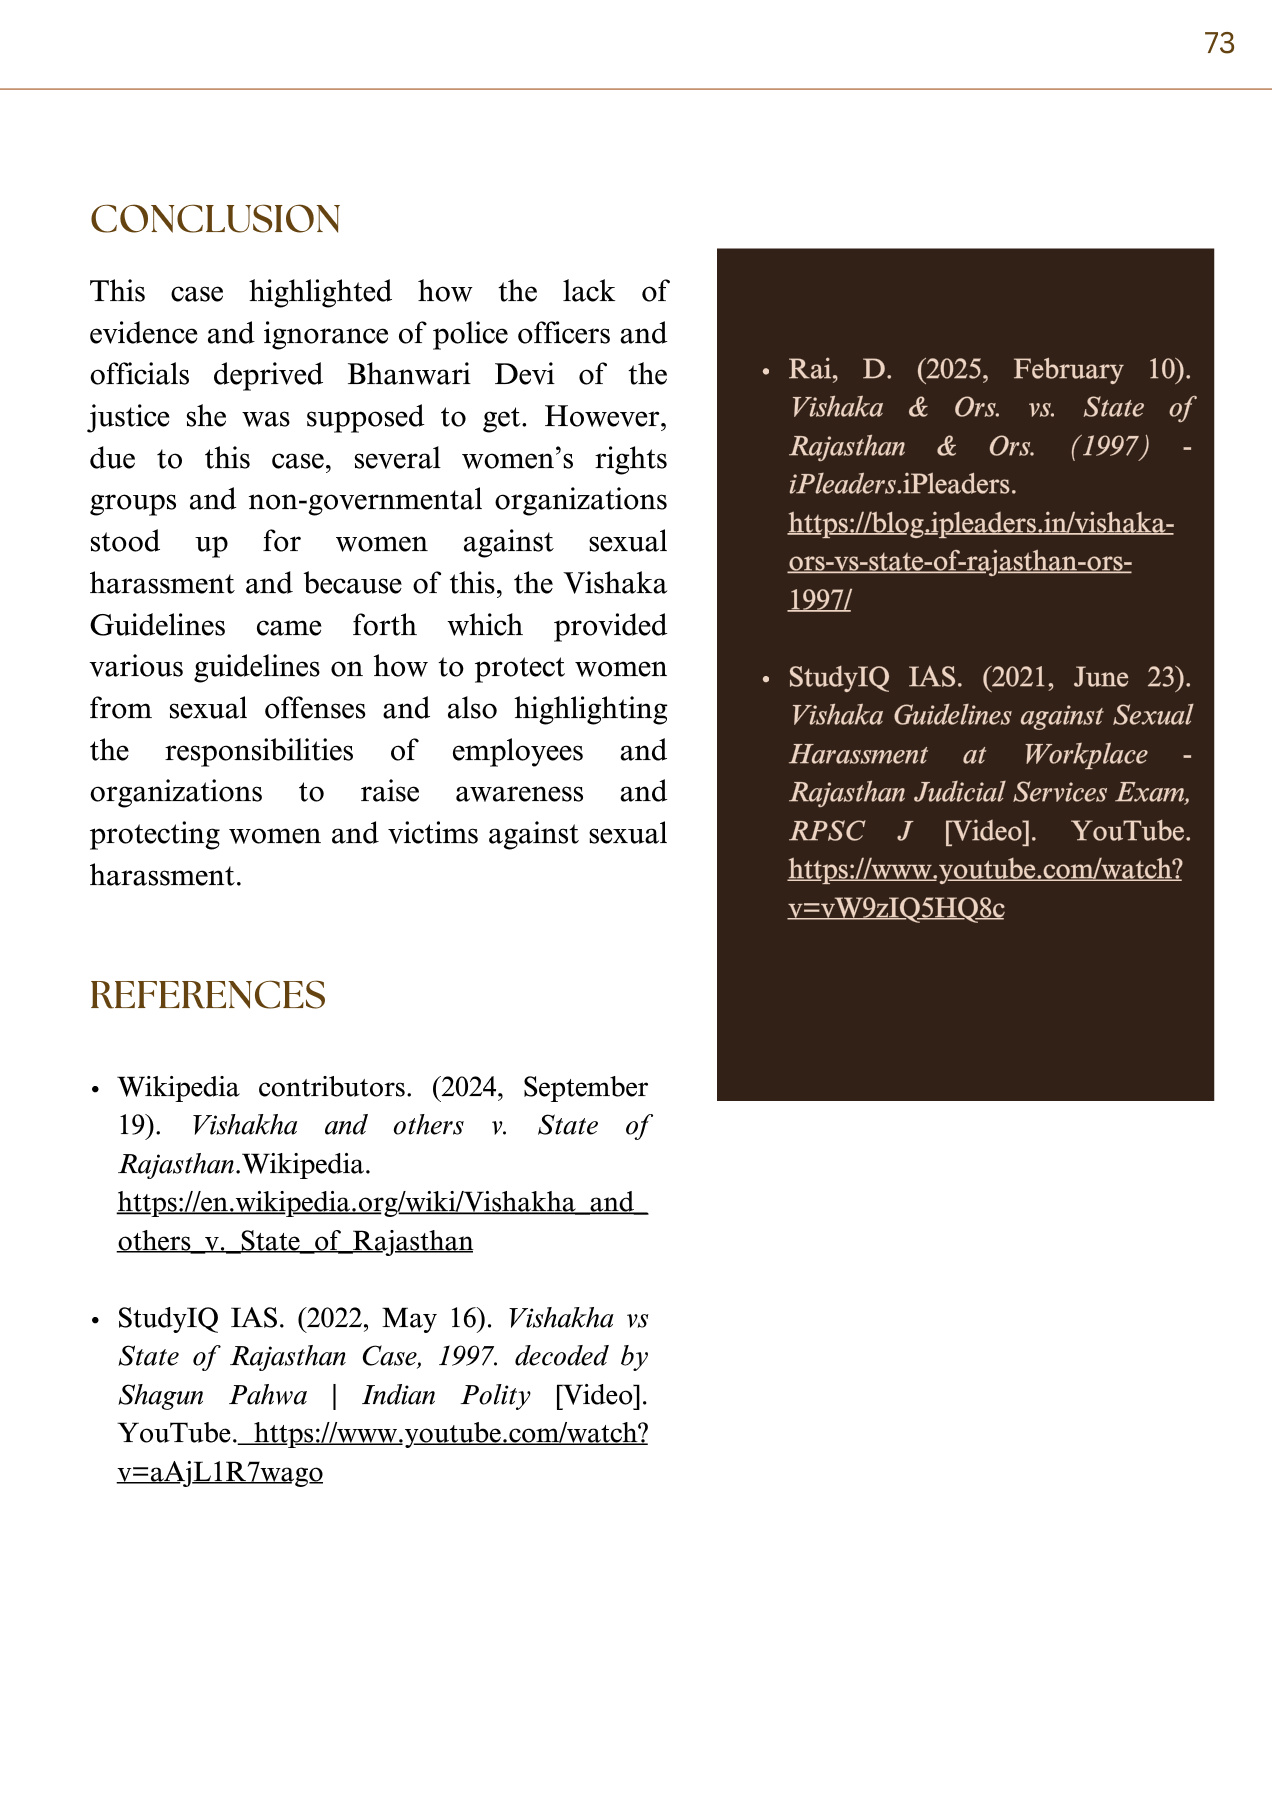 73
CONCLUSION
This case highlighted how the lack of
evidence and ignorance of police officers and
officials deprived Bhanwari Devi of the
justice she was supposed to get. However,
due to this case, several women’s rights
groups and non-governmental organizations
stood up for women against sexual
harassment and because of this, the Vishaka
Guidelines came forth which provided
various guidelines on how to protect women
from sexual offenses and also highlighting
the responsibilities of employees and
organizations to raise awareness and
protecting women and victims against sexual
harassment.
REFERENCES
• Wikipedia contributors. (2024, September
19). Vishakha and others v. State of
Rajasthan.Wikipedia.
https://en.wikipedia.org/wiki/Vishakha_and_
others_v._State_of_Rajasthan
• StudyIQ IAS. (2022, May 16). Vishakha vs
State of Rajasthan Case, 1997. decoded by
Shagun Pahwa | Indian Polity [Video].
YouTube. https://www.youtube.com/watch?
v=aAjL1R7wago
• Rai, D. (2025, February 10).
Vishaka & Ors. vs. State of
Rajasthan & Ors. (1997) -
iPleaders.iPleaders.
https://blog.ipleaders.in/vishaka-
ors-vs-state-of-rajasthan-ors-
1997/
• StudyIQ IAS. (2021, June 23).
Vishaka Guidelines against Sexual
Harassment at Workplace -
Rajasthan Judicial Services Exam,
RPSC J [Video]. YouTube.
https://www.youtube.com/watch?
v=vW9zIQ5HQ8c